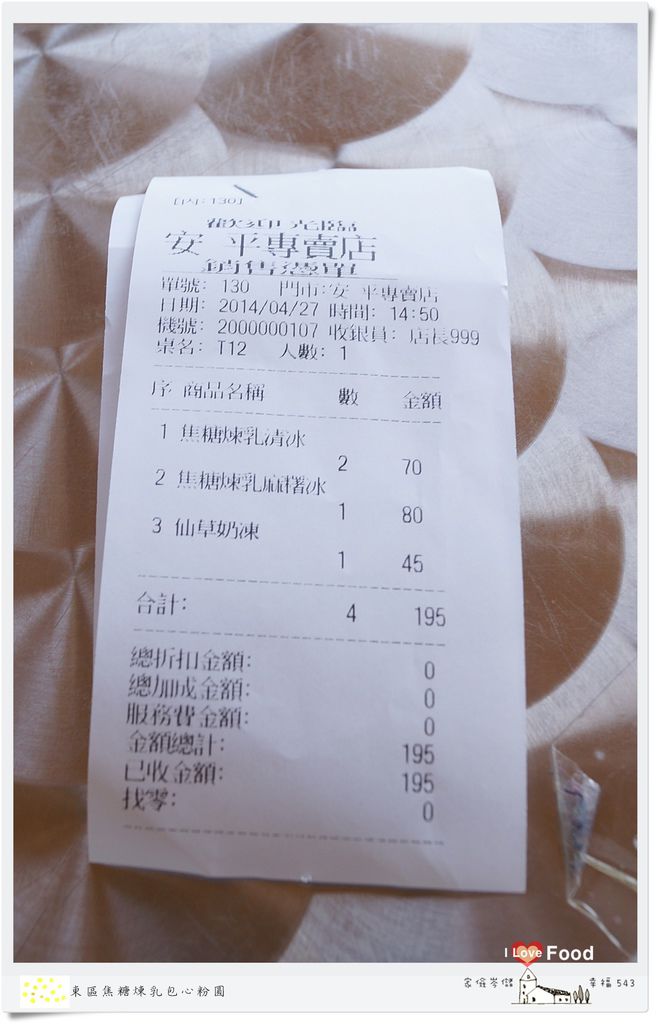 [內: 130]
歡迎光臨
安 平專賣店
銷售憑單
單號: 130 門市:安 平專賣店
日期: 2014/04/27 時間: 14:50
機號: 2000000107 收銀員: 店長999
桌名: T12 人數: 1
序 商品名稱 數 金額
1 焦糖煉乳清冰
2 70
2 焦糖煉乳麻糬冰
1 80
3 仙草奶凍
1 45
合計: 4 195
總折扣金額: 0
總加成金額: 0
服務費金額: 0
金額總計: 195
已收金額: 195
找零: 0
I Love Food
東區焦糖煉乳包心粉圓
幸福 543